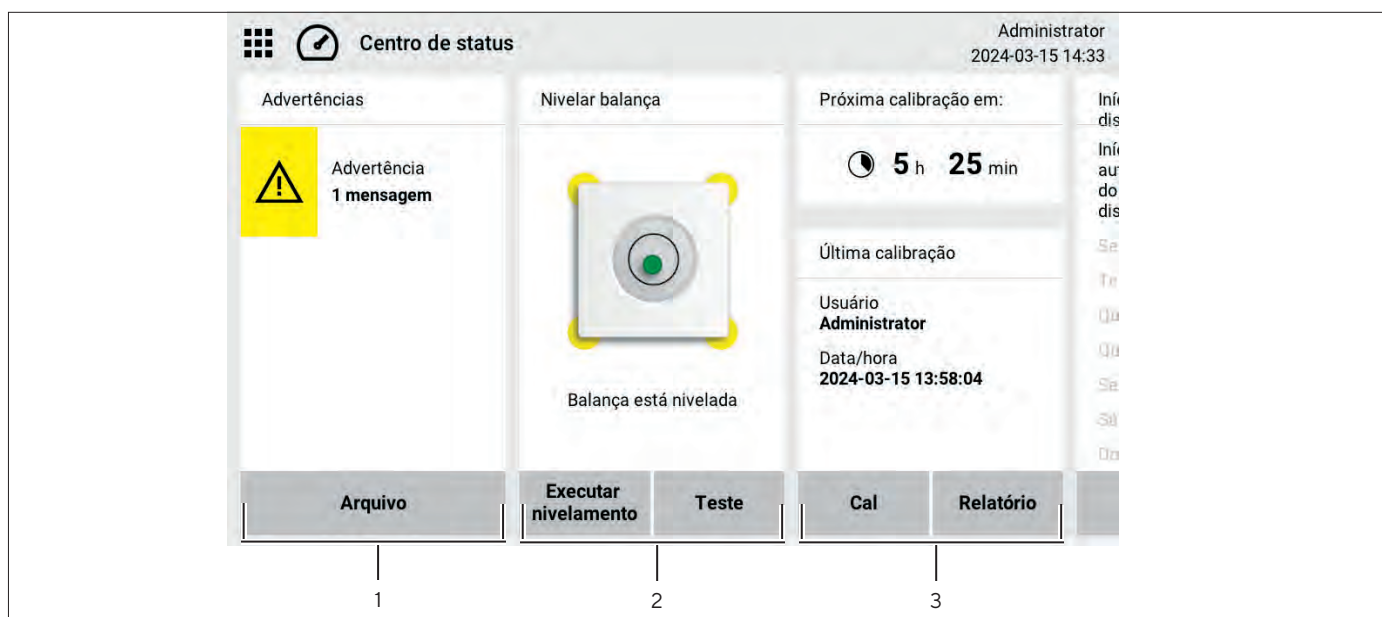 Centro de status
Administrator
2024-03-15 14:33
Advertências
Advertência
1 mensagem
Nivelar balança
Balança está nivelada
Próxima calibração em:
5 h 25 min
Última calibração
Usuário
Administrator
Data/hora
2024-03-15 13:58:04
Arquivo
Executar
nivelamento
Teste
Cal
Relatório
1
2
3